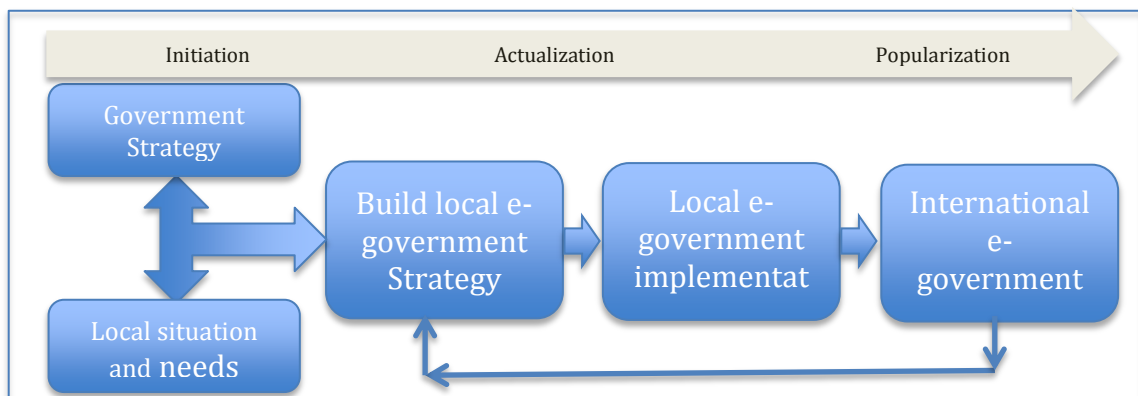 Initiation Actualization Popularization
Government
Strategy
Build local e-
government
Strategy
Local e-
government
implementat
International
e-
government
Local situation
and needs